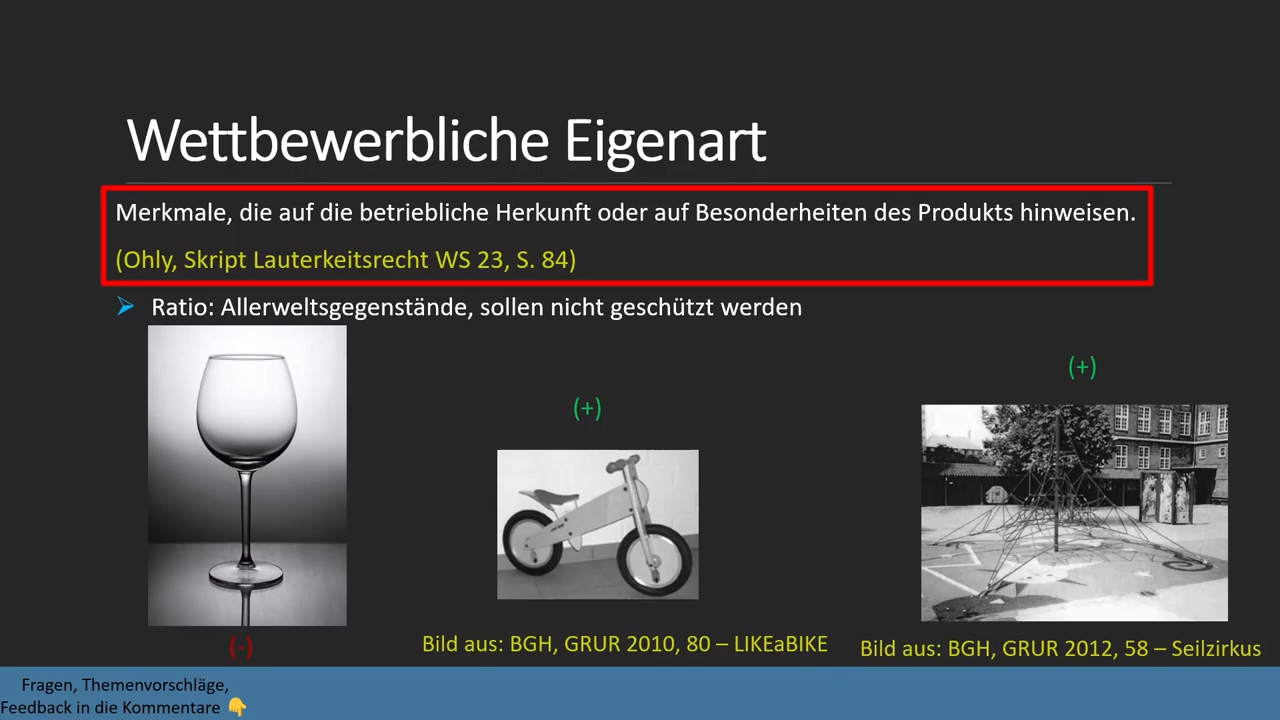 Wettbewerbliche Eigenart
Merkmale, die auf die betriebliche Herkunft oder auf Besonderheiten des Produkts hinweisen.
(Ohly, Skript Lauterkeitsrecht WS 23, S. 84)
➢ Ratio: Allerweltsgegenstände, sollen nicht geschützt werden
(+)
(+)
(-)
Bild aus: BGH, GRUR 2010, 80 – LIKEaBIKE
Bild aus: BGH, GRUR 2012, 58 – Seilzirkus
Fragen, Themenvorschläge,
Feedback in die Kommentare 👇